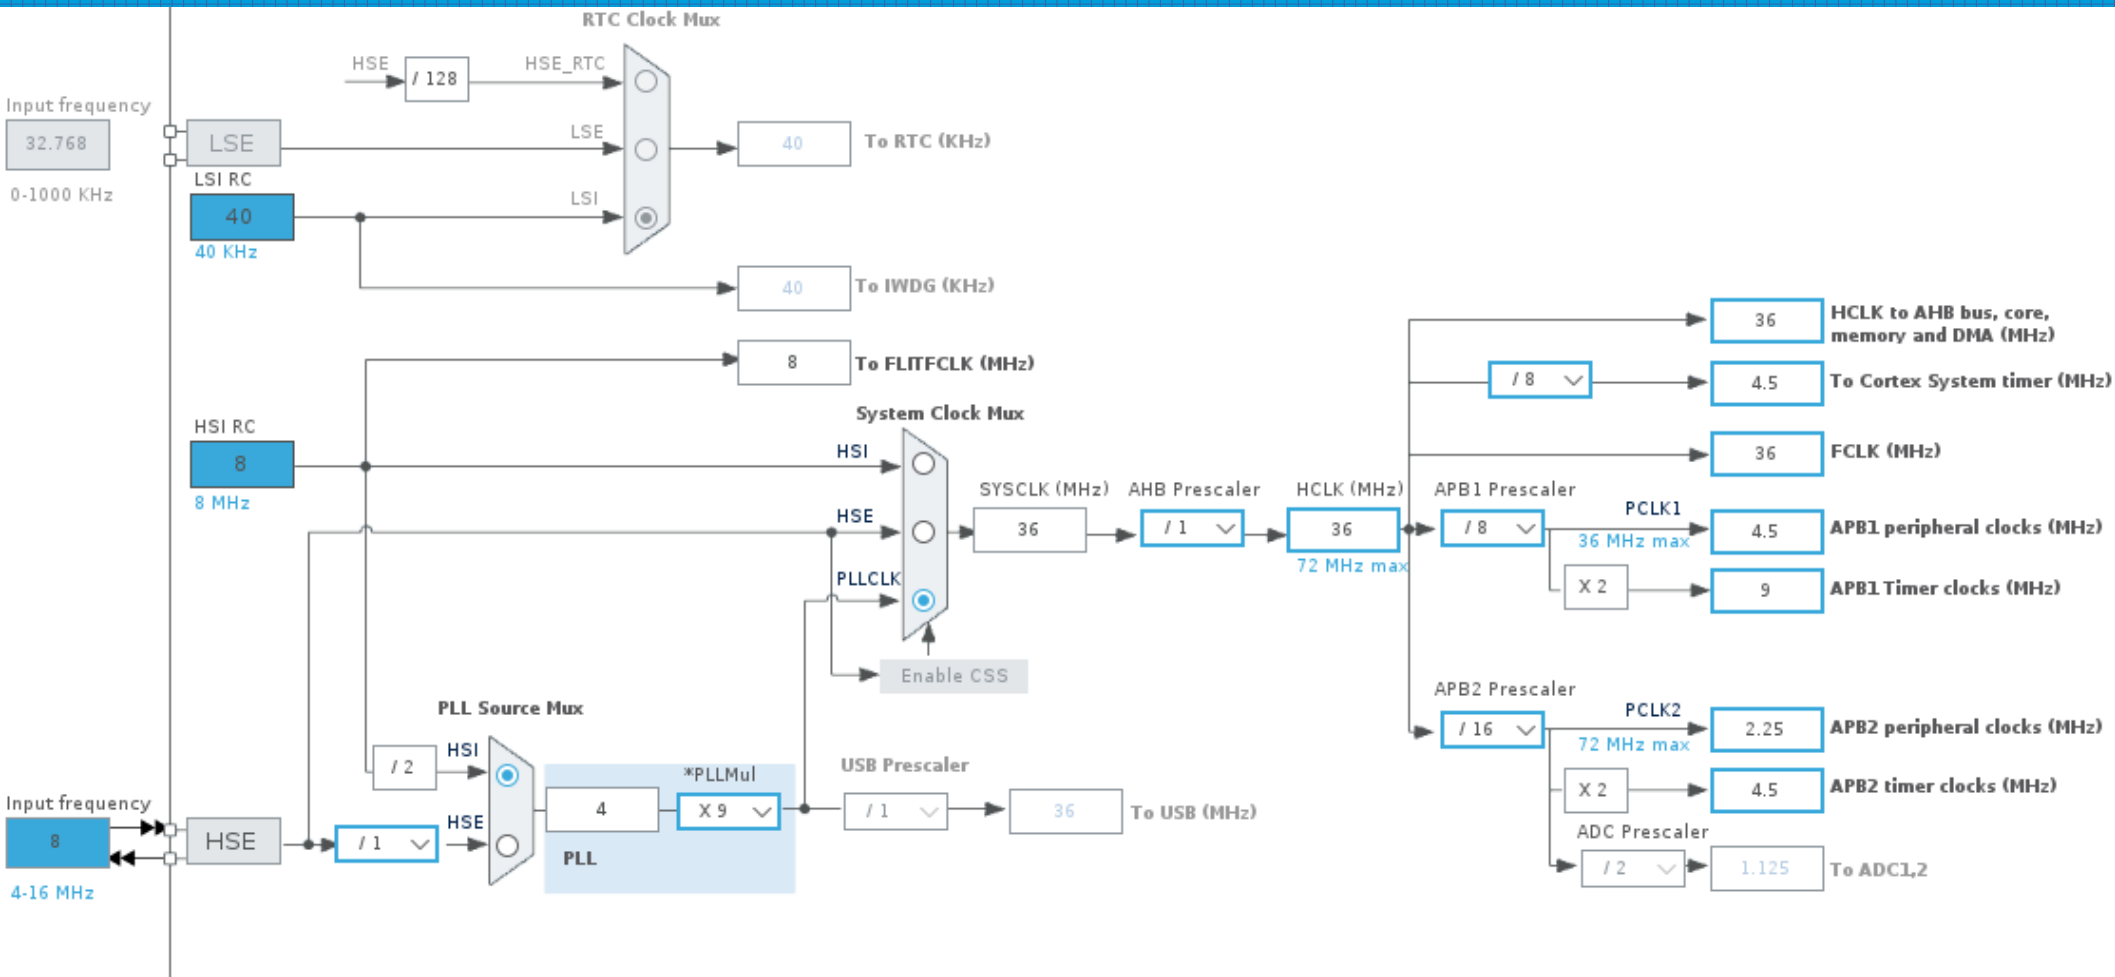 RTC Clock Mux
HSE
/ 128
HSE_RTC
Input frequency
32.768
0-1000 KHz
LSE
LSE
40
To RTC (KHz)
LSI RC
40
40 KHz
LSI
40
To IWDG (KHz)
8
To FLITFCLK (MHz)
HSI RC
8
8 MHz
System Clock Mux
HSI
HSE
PLLCLK
SYSCLK (MHz)
36
AHB Prescaler
/ 1
HCLK (MHz)
36
72 MHz max
Enable CSS
36
HCLK to AHB bus, core,
memory and DMA (MHz)
/ 8
4.5
To Cortex System timer (MHz)
36
FCLK (MHz)
APB1 Prescaler
/ 8
PCLK1
36 MHz max
4.5
APB1 peripheral clocks (MHz)
X 2
9
APB1 Timer clocks (MHz)
APB2 Prescaler
/ 16
PCLK2
72 MHz max
2.25
APB2 peripheral clocks (MHz)
X 2
4.5
APB2 timer clocks (MHz)
ADC Prescaler
/ 2
1.125
To ADC1,2
PLL Source Mux
/ 2
HSI
HSE
4
*PLLMul
X 9
PLL
USB Prescaler
/ 1
36
To USB (MHz)
Input frequency
8
4-16 MHz
HSE
/ 1